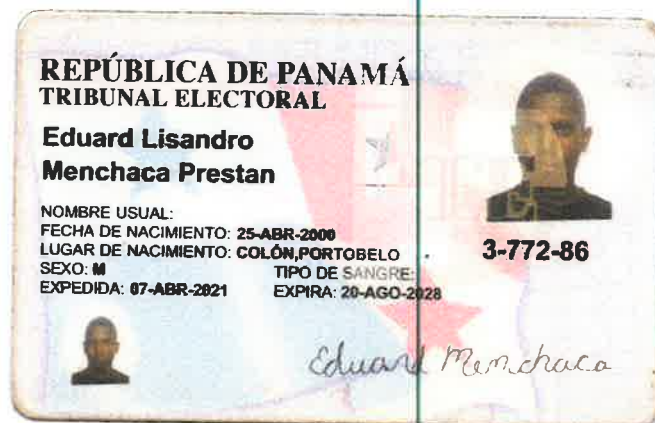 REPÚBLICA DE PANAMÁ
TRIBUNAL ELECTORAL
Eduard Lisandro
Menchaca Prestan
NOMBRE USUAL:
FECHA DE NACIMIENTO: 25-ABR-2000
LUGAR DE NACIMIENTO: COLÓN,PORTOBELO
SEXO: M TIPO DE SANGRE:
EXPEDIDA: 07-ABR-2021 EXPIRA: 20-AGO-2028
3-772-86
Eduard Menchaca